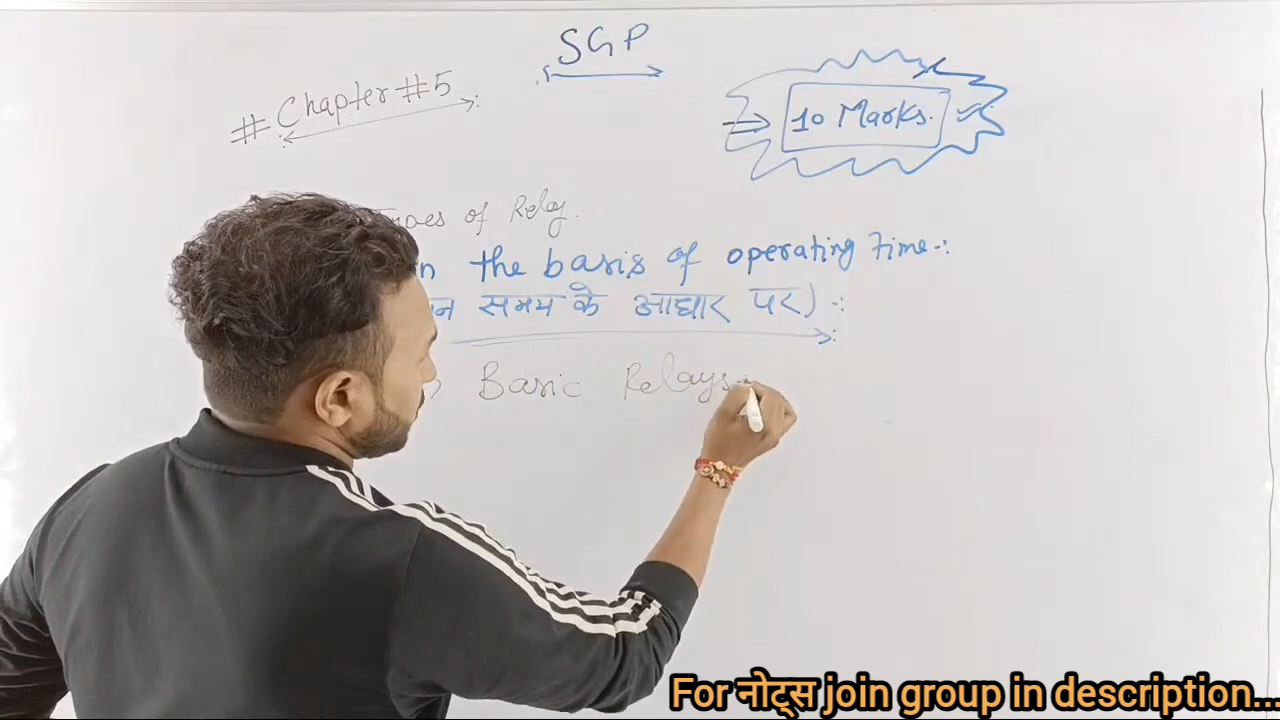 SGP
# Chapter #5
10 Marks.
Types of Relay.
the basis of operating time
समय के आधार पर)
Basic Relays
For नोट्स join group in description...